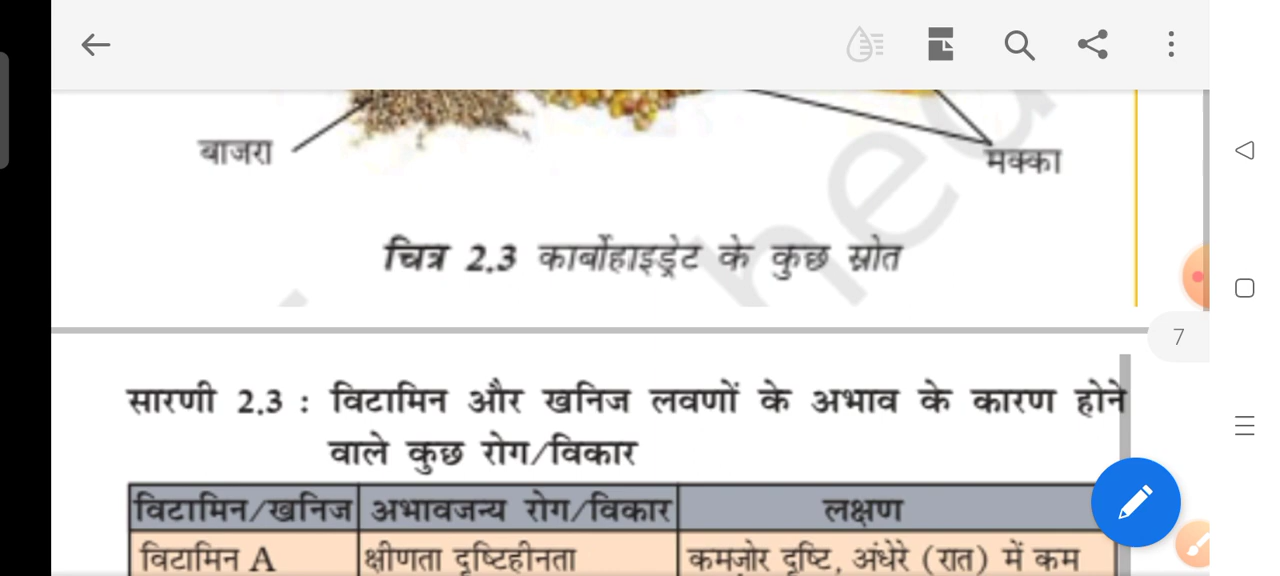 बाजरा
मक्का
चित्र 2.3 कार्बोहाइड्रेट के कुछ स्रोत
7
सारणी 2.3 : विटामिन और खनिज लवणों के अभाव के कारण होने
वाले कुछ रोग/विकार
विटामिन/खनिज अभावजन्य रोग/विकार लक्षण
विटामिन A क्षीणता दृष्टिहीनता कमज़ोर दृष्टि, अंधेरे (रात) में कम